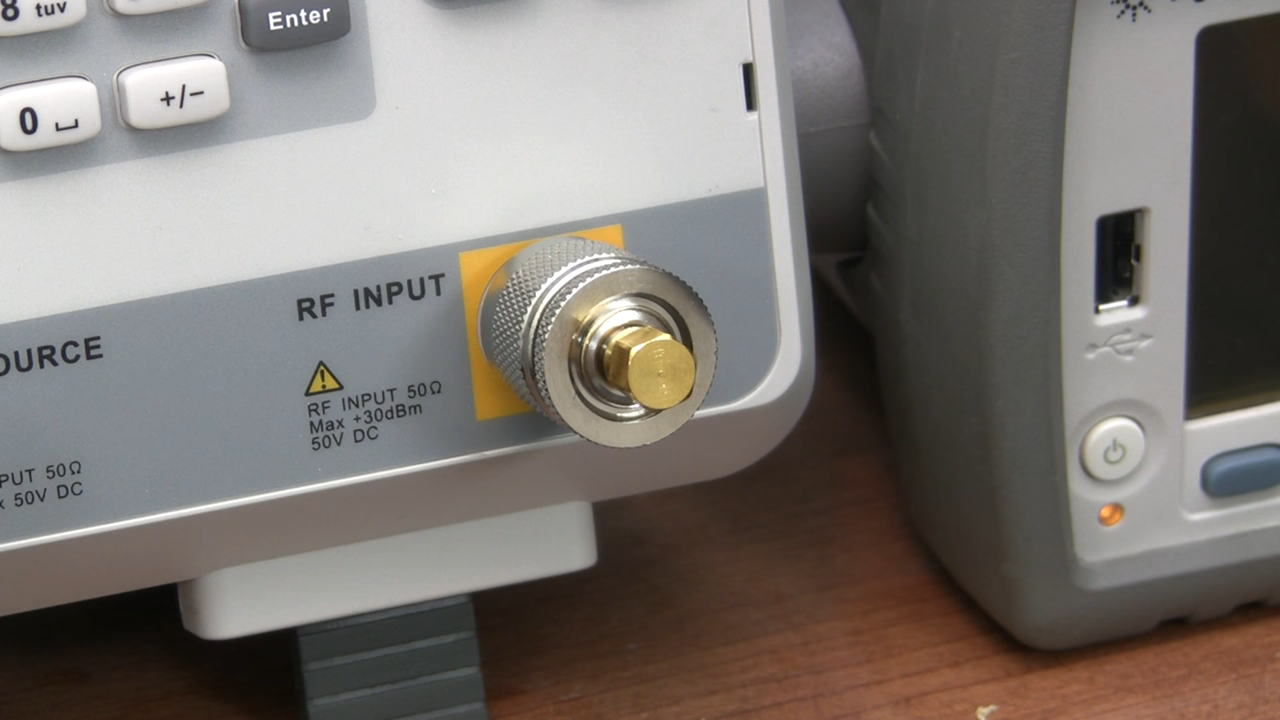 8 tuv
Enter
0 ⎵
+/−
RF INPUT
RF INPUT 50Ω
Max +30dBm
50V DC
OURCE
PUT 50Ω
x 50V DC